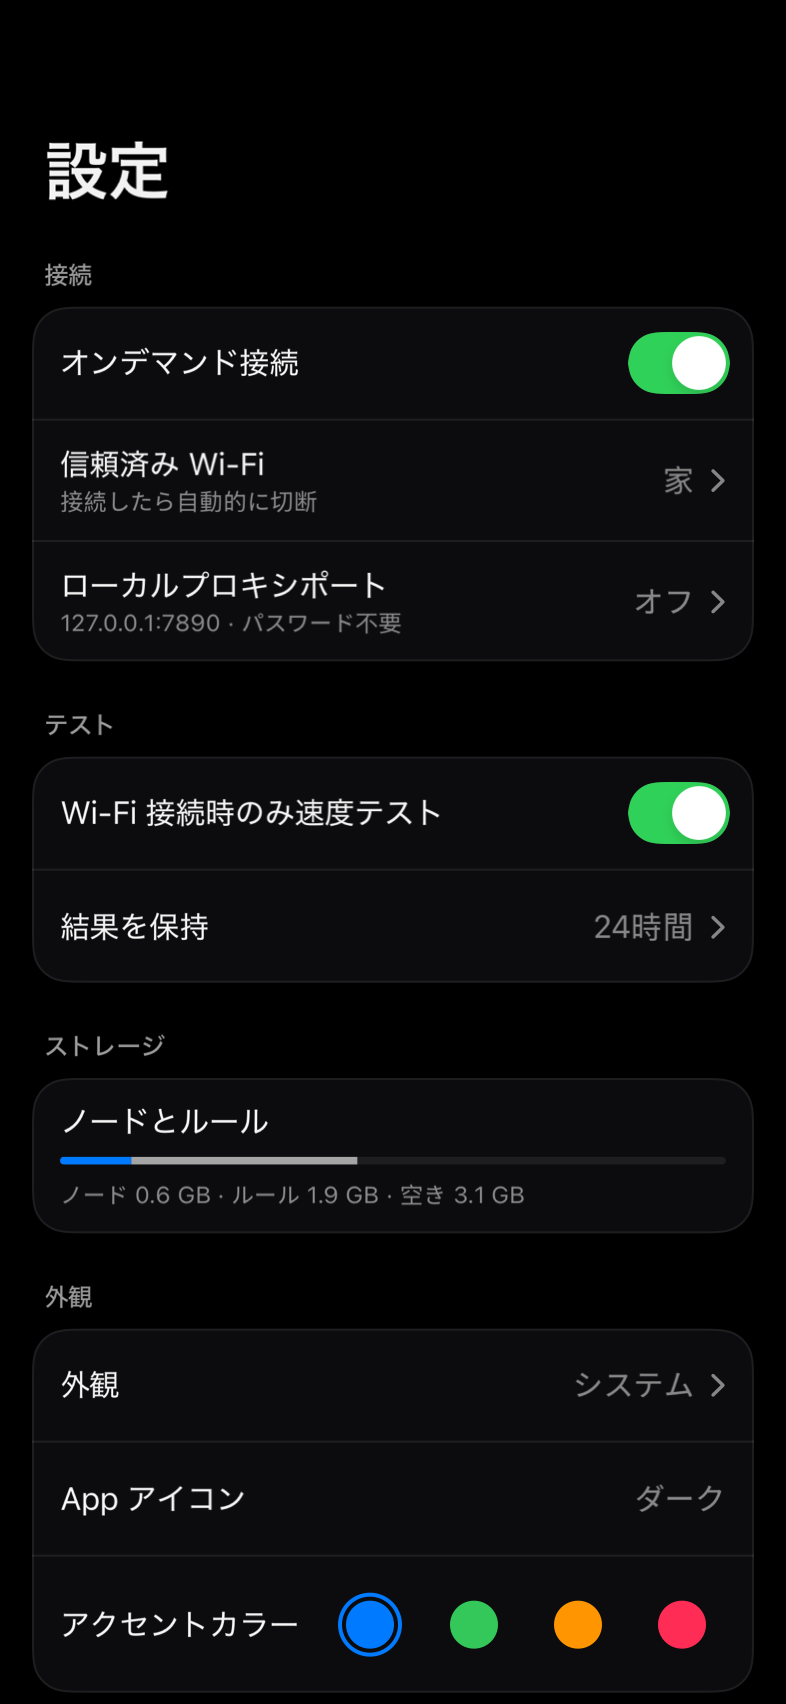 設定
接続
オンデマンド接続
信頼済み Wi-Fi
接続したら自動的に切断
家
ローカルプロキシポート
127.0.0.1:7890 · パスワード不要
オフ
テスト
Wi-Fi 接続時のみ速度テスト
結果を保持
24時間
ストレージ
ノードとルール
ノード 0.6 GB · ルール 1.9 GB · 空き 3.1 GB
外観
外観
システム
App アイコン
ダーク
アクセントカラー